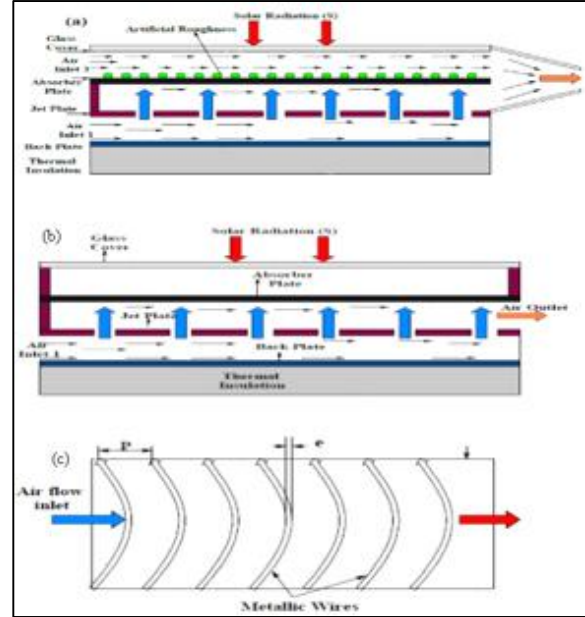 (a)
Solar Radiation (S)
Glass
Cover
Artificial Roughness
Air
Inlet 2
Absorber
Plate
Jet Plate
Air
Inlet 1
Back Plate
Thermal
Insulation
(b)
Glass
Cover
Solar Radiation (S)
Absorber
Plate
Jet Plate
Air Outlet
Air
Inlet 1
Back Plate
Thermal
Insulation
(c)
P
e
Air flow
inlet
Metallic Wires